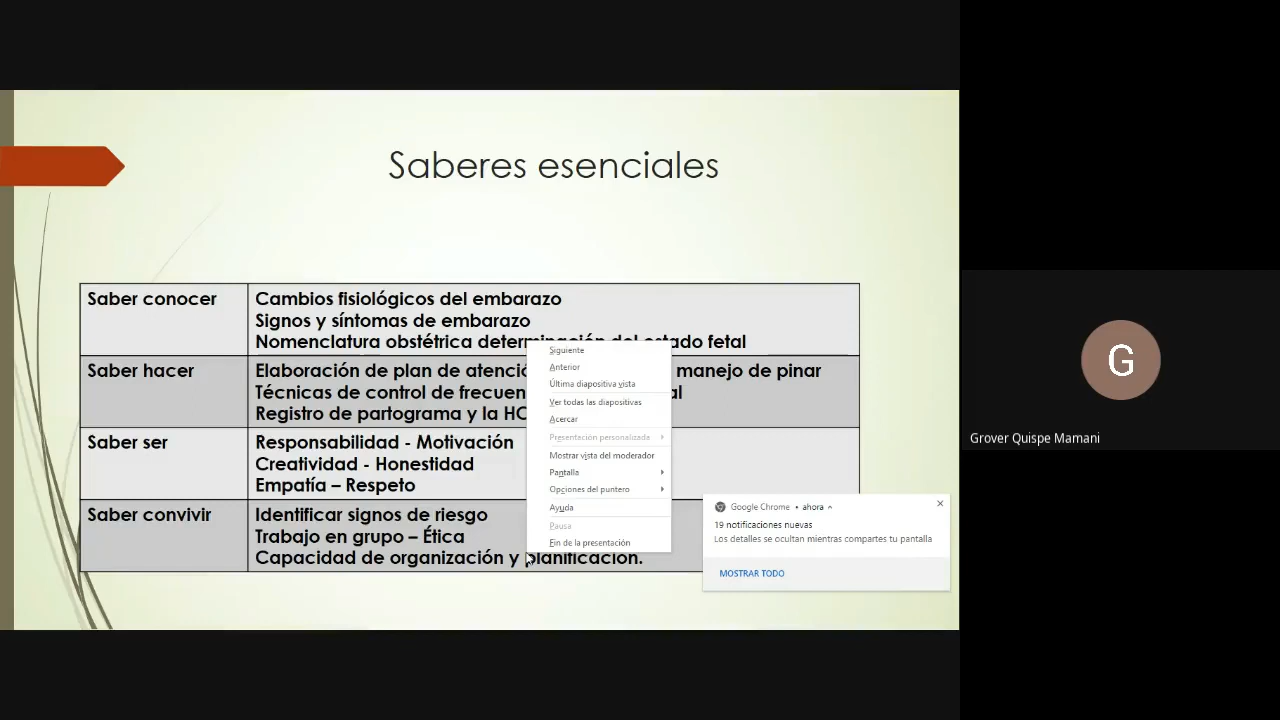 Saberes esenciales
Saber conocer
Cambios fisiológicos del embarazo
Signos y síntomas de embarazo
Nomenclatura obstétrica determinación del estado fetal
Saber hacer
Elaboración de plan de manejo de pinar
Técnicas de control de
Registro de partograma y la
Saber ser
Responsabilidad - Motivación
Creatividad - Honestidad
Empatía – Respeto
Saber convivir
Identificar signos de riesgo
Trabajo en grupo – Ética
Capacidad de organización y planificación.
Siguiente
Anterior
Última diapositiva vista
Ver todas las diapositivas
Acercar
Presentación personalizada
Mostrar vista del moderador
Pantalla
Opciones del puntero
Ayuda
Pausa
Fin de la presentación
Google Chrome • ahora
19 notificaciones nuevas
Los detalles se ocultan mientras compartes tu pantalla
MOSTRAR TODO
G
Grover Quispe Mamani